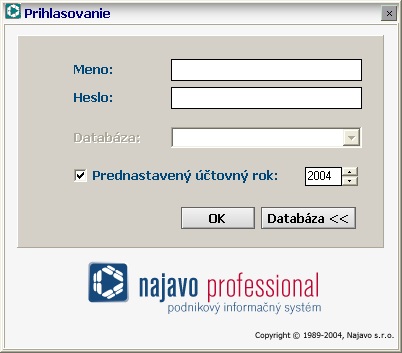 Prihlasovanie
Meno:
Heslo:
Databáza:
Prednastavený účtovný rok: 2004
OK Databáza <<
najavo professional
podnikový informačný systém
Copyright © 1989-2004, Najavo s.r.o.